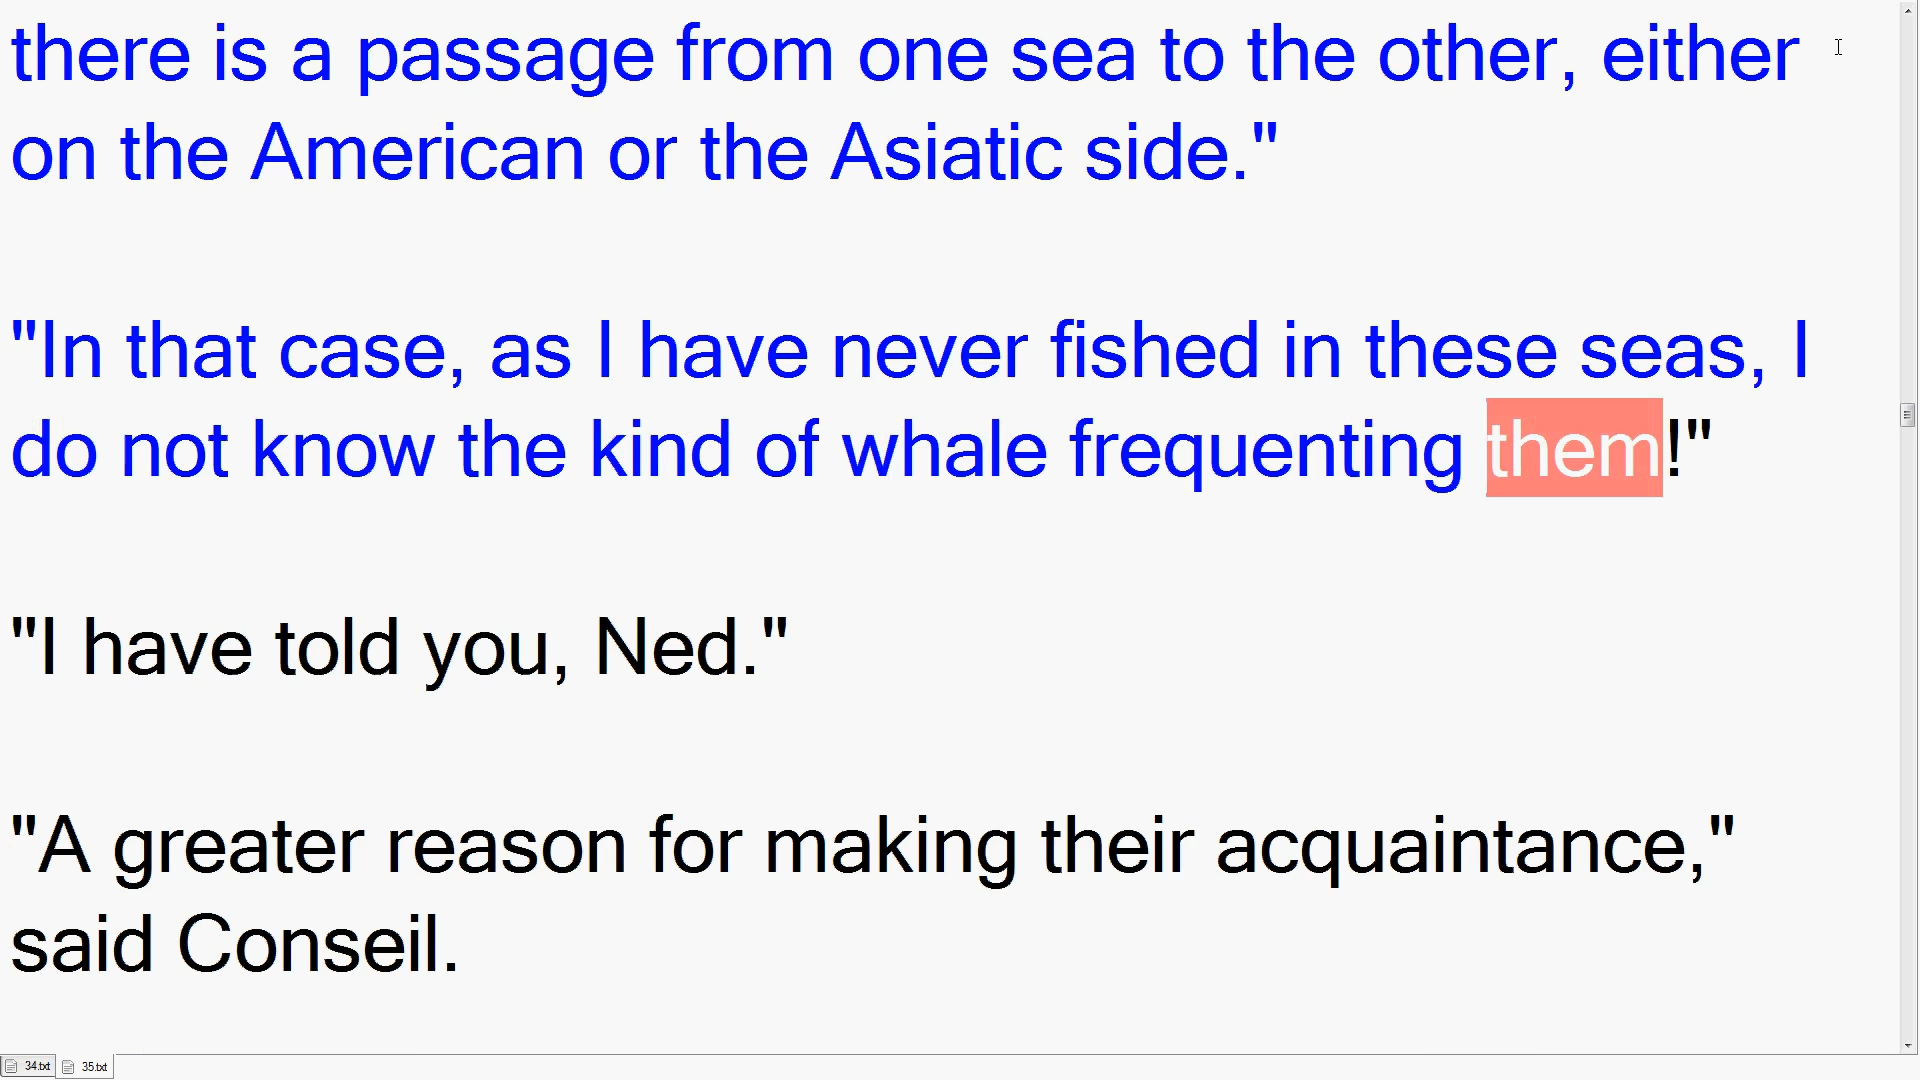 there is a passage from one sea to the other, either
on the American or the Asiatic side."
"In that case, as I have never fished in these seas, I
do not know the kind of whale frequenting them!"
"I have told you, Ned."
"A greater reason for making their acquaintance,"
said Conseil.
34.txt
35.txt